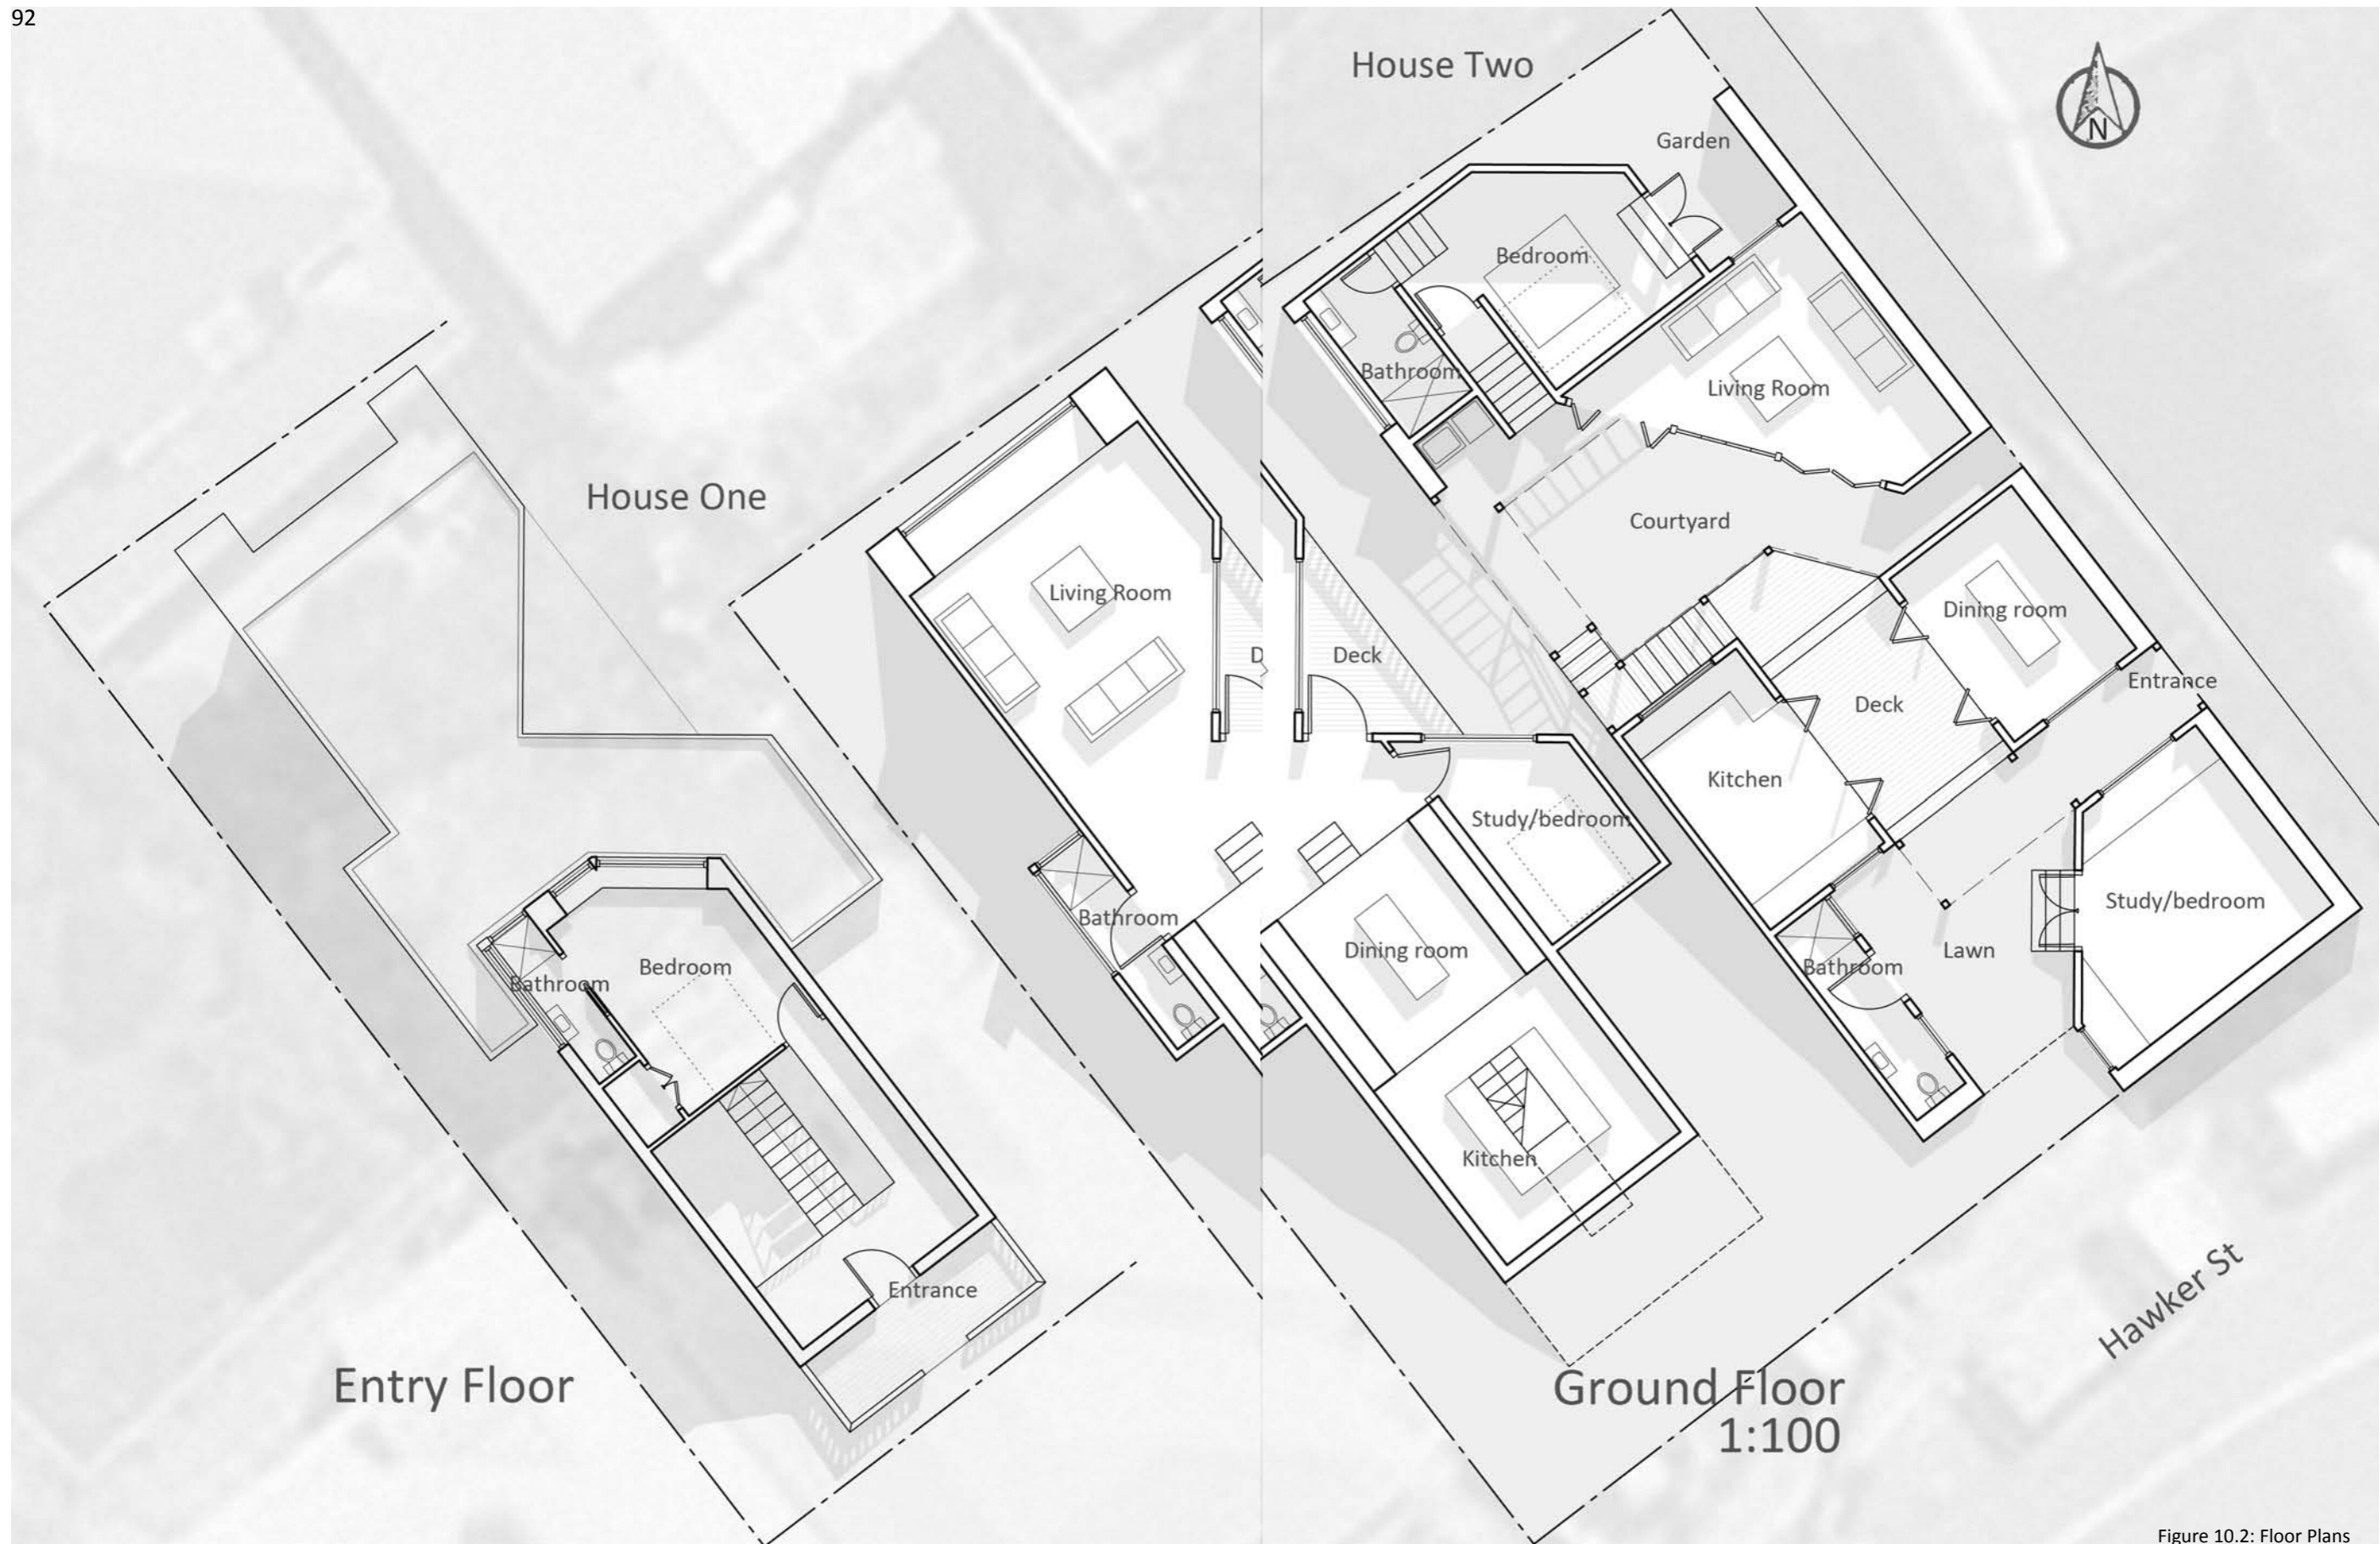 92
House Two
N
Garden
Bedroom
Bathroom
Living Room
House One
Courtyard
Living Room
Dining room
D
Deck
Entrance
Deck
Kitchen
Study/bedroom
Study/bedroom
Bathroom
Dining room
Lawn
Bathroom
Bedroom
Bathroom
Kitchen
Entrance
Hawker St
Entry Floor
Ground Floor
1:100
Figure 10.2: Floor Plans